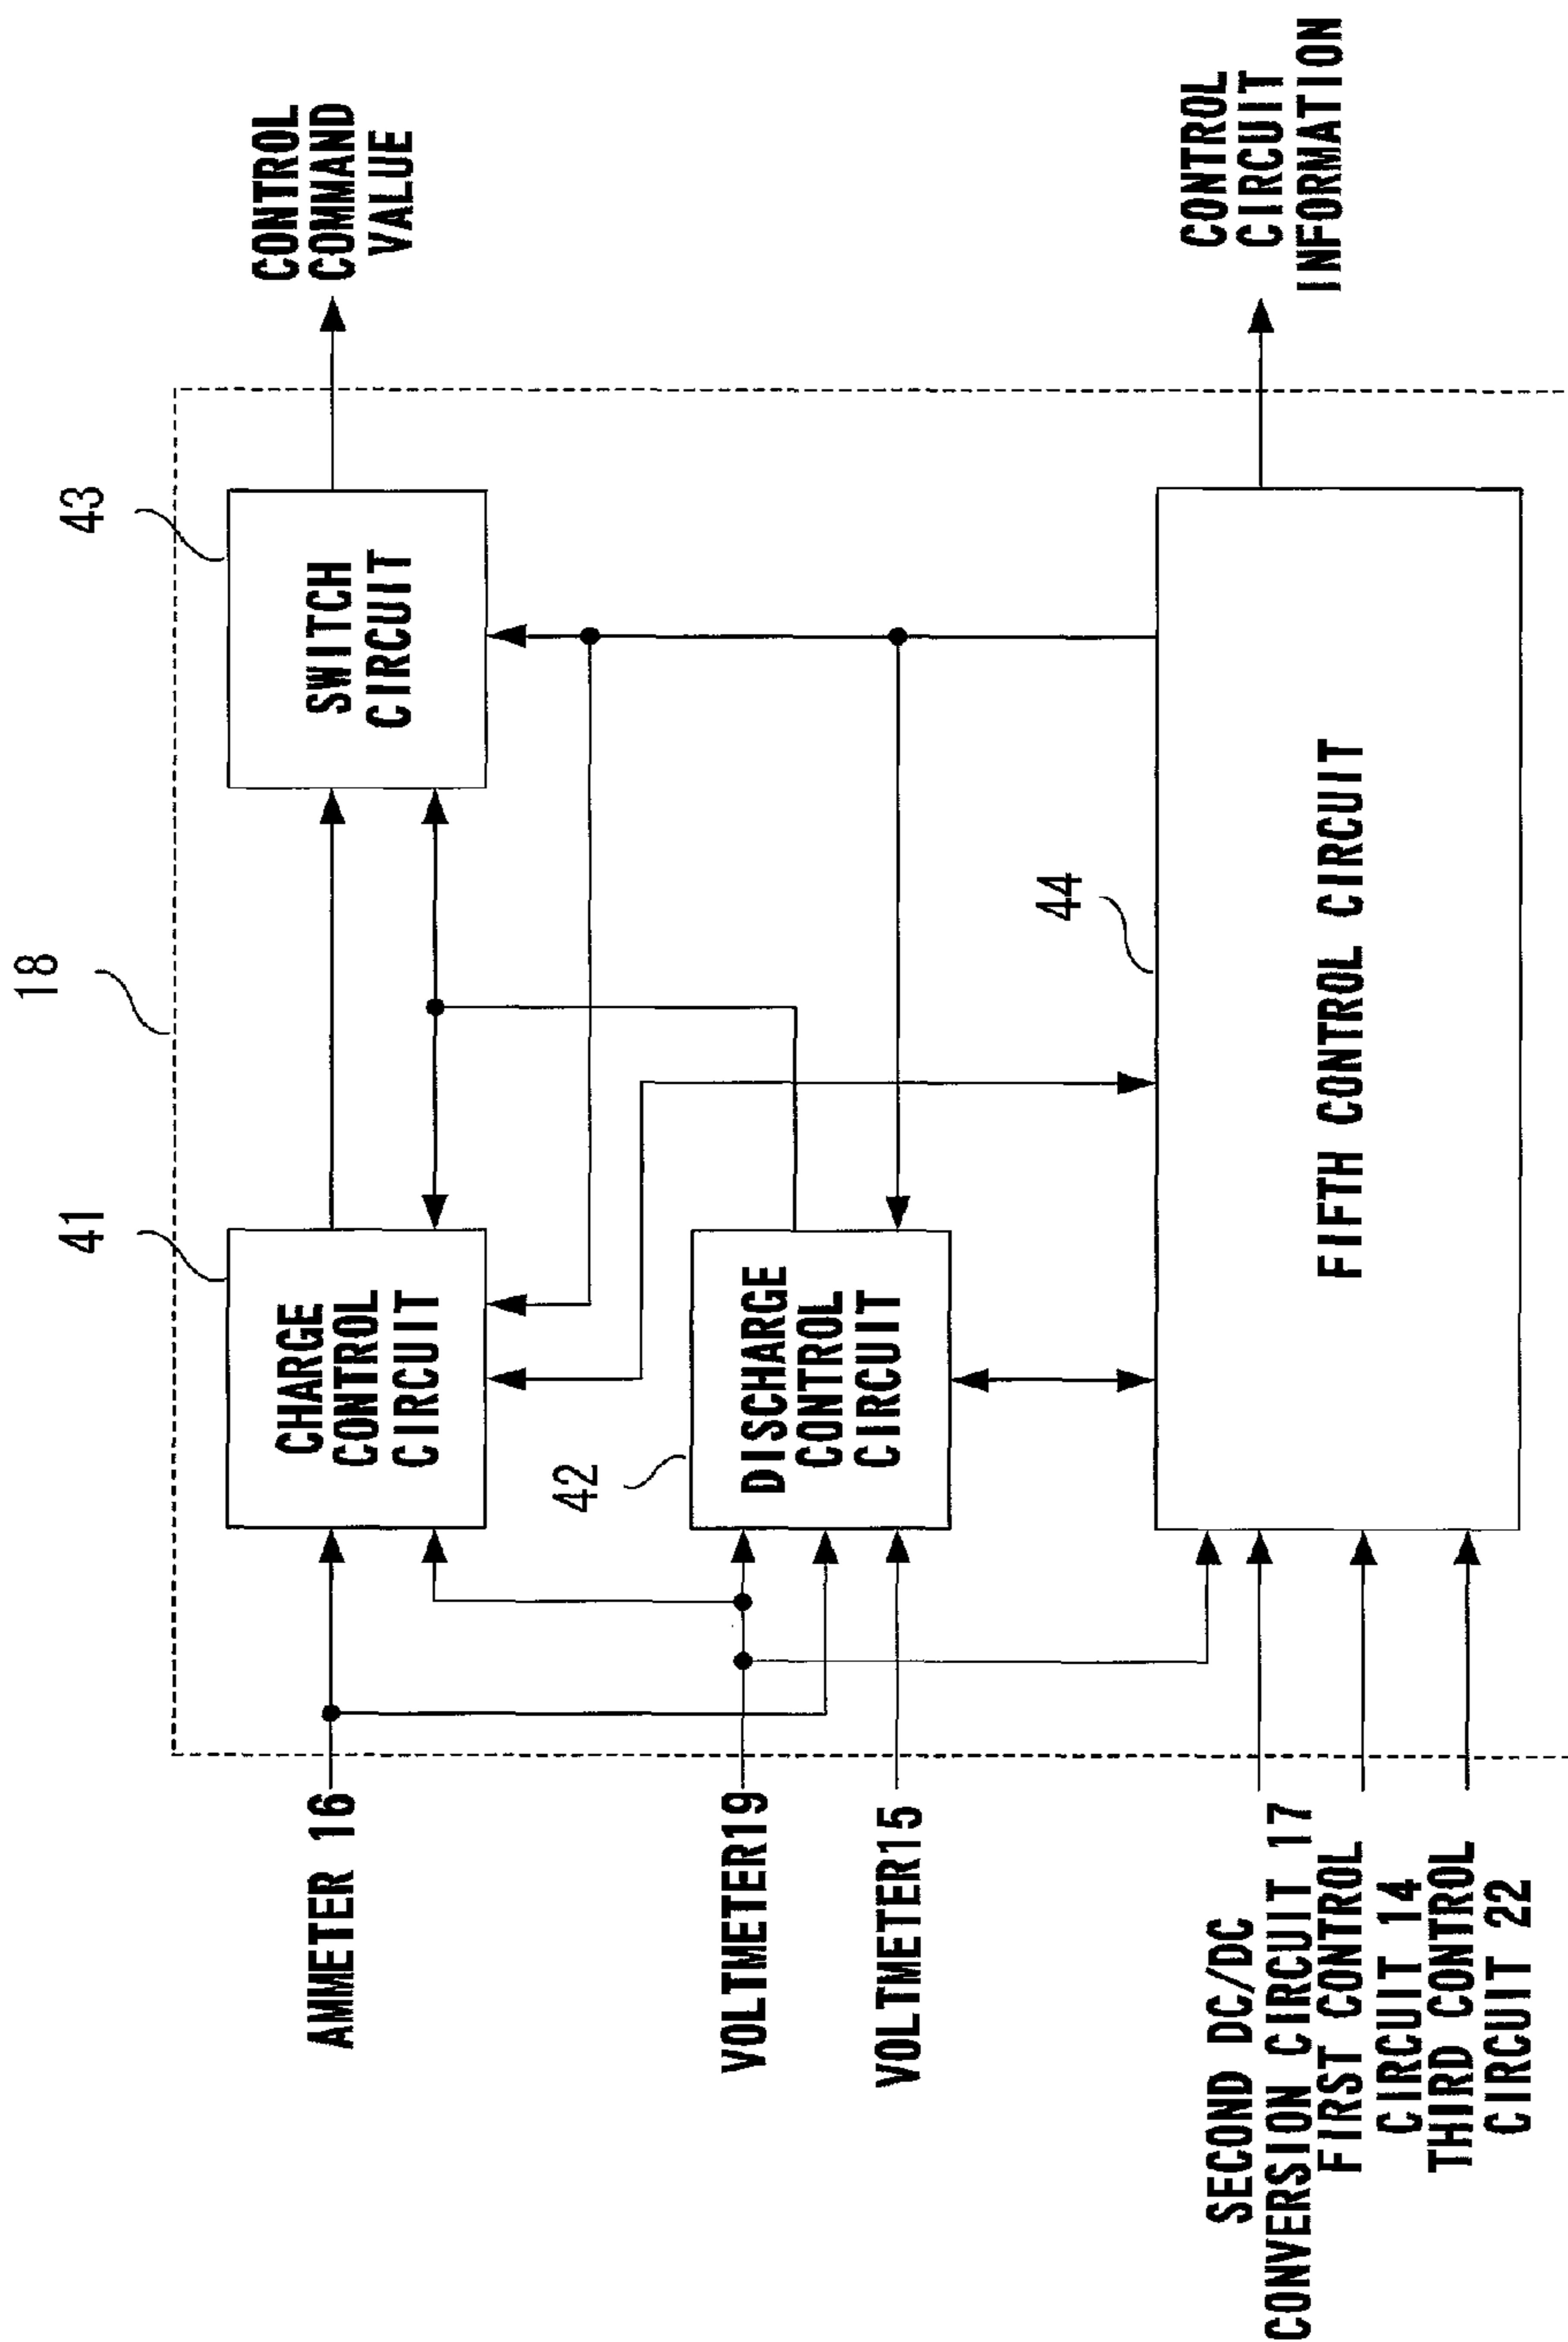 18
41
43
AMMETER 16
CHARGE
CONTROL
CIRCUIT
SWITCH
CIRCUIT
CONTROL
COMMAND
VALUE
42
VOLTMETER19
VOLTMETER15
DISCHARGE
CONTROL
CIRCUIT
44
SECOND DC/DC
CONVERSION CIRCUIT 17
FIRST CONTROL
CIRCUIT 14
THIRD CONTROL
CIRCUIT 22
FIFTH CONTROL CIRCUIT
CONTROL
CIRCUIT
INFORMATION